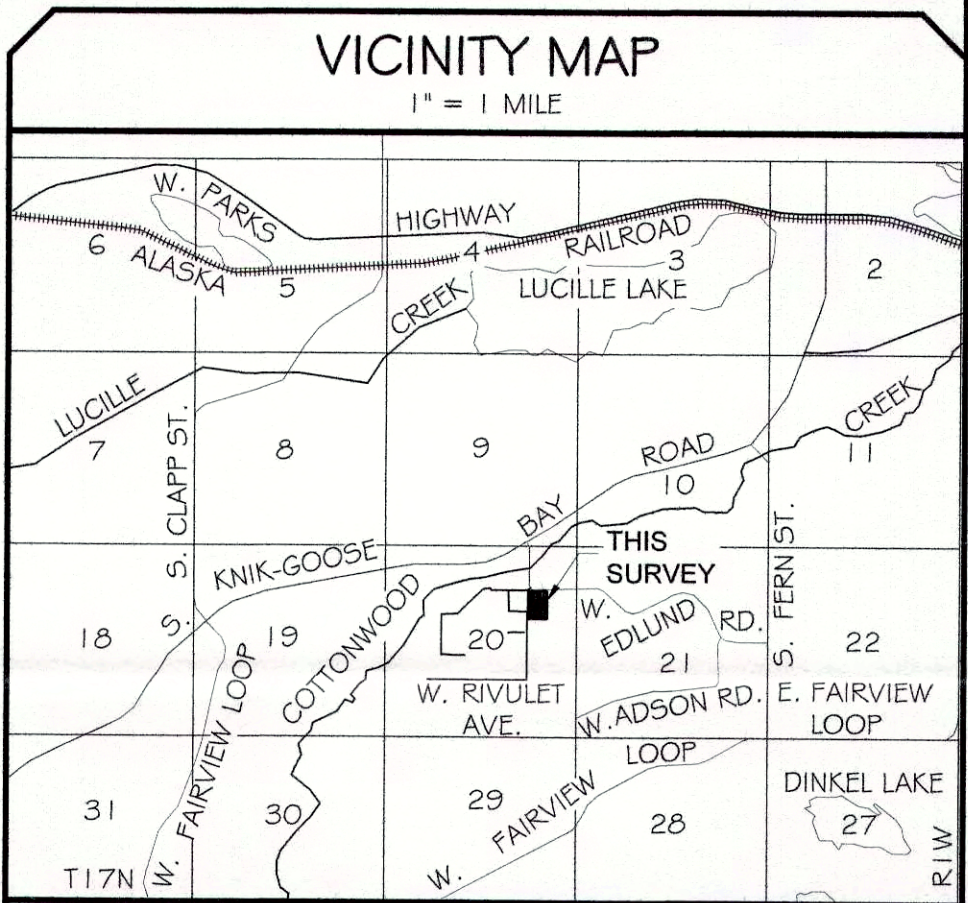 VICINITY MAP
1" = 1 MILE
W. PARKS
HIGHWAY
6
ALASKA
5
4
RAILROAD
3
2
LUCILLE LAKE
CREEK
LUCILLE
7
S. CLAPP ST.
8
9
ROAD
10
CREEK
11
BAY
KNIK-GOOSE
THIS
SURVEY
S. FERN ST.
18
S.
19
COTTONWOOD
20
W.
EDLUND
RD.
21
22
W. RIVULET
AVE.
W. ADSON RD.
E. FAIRVIEW
LOOP
W. FAIRVIEW LOOP
31
30
29
W. FAIRVIEW
LOOP
28
DINKEL LAKE
27
T17N
R1W